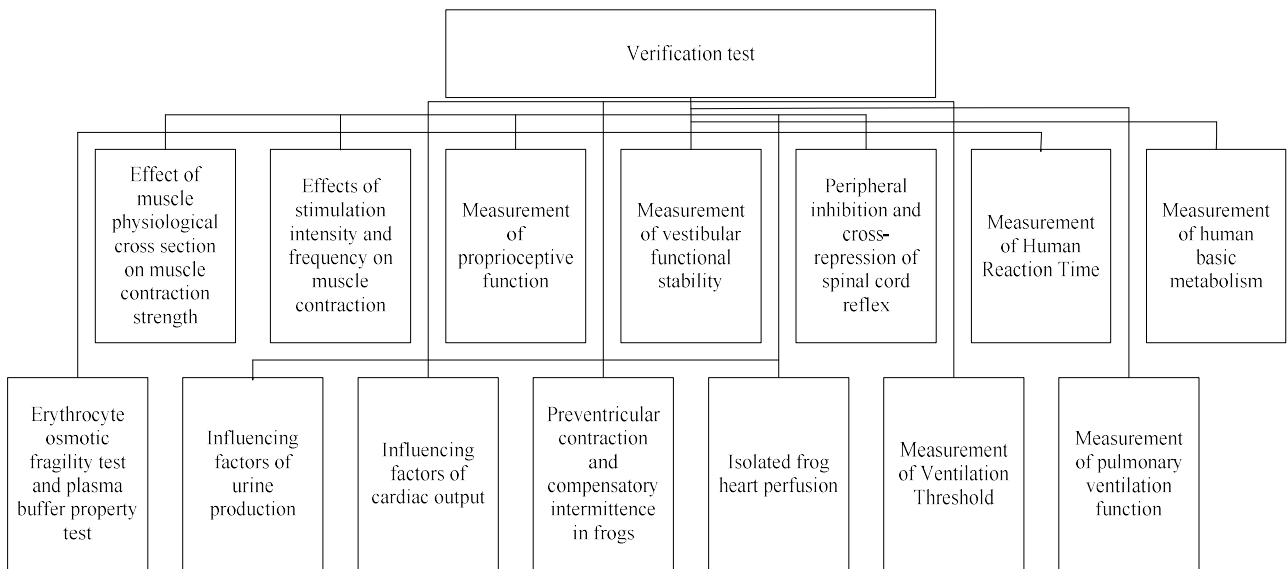 Verification test
Effect of
muscle
physiological
cross section
on muscle
contraction
strength
Effects of
stimulation
intensity and
frequency on
muscle
contraction
Measurement
of
proprioceptive
function
Measurement
of vestibular
functional
stability
Peripheral
inhibition and
cross-
repression of
spinal cord
reflex
Measurement
of Human
Reaction Time
Measurement
of human
basic
metabolism
Erythrocyte
osmotic
fragility test
and plasma
buffer property
test
Influencing
factors of
urine
production
Influencing
factors of
cardiac output
Preventricular
contraction
and
compensatory
intermittence
in frogs
Isolated frog
heart perfusion
Measurement
of Ventilation
Threshold
Measurement
of pulmonary
ventilation
function